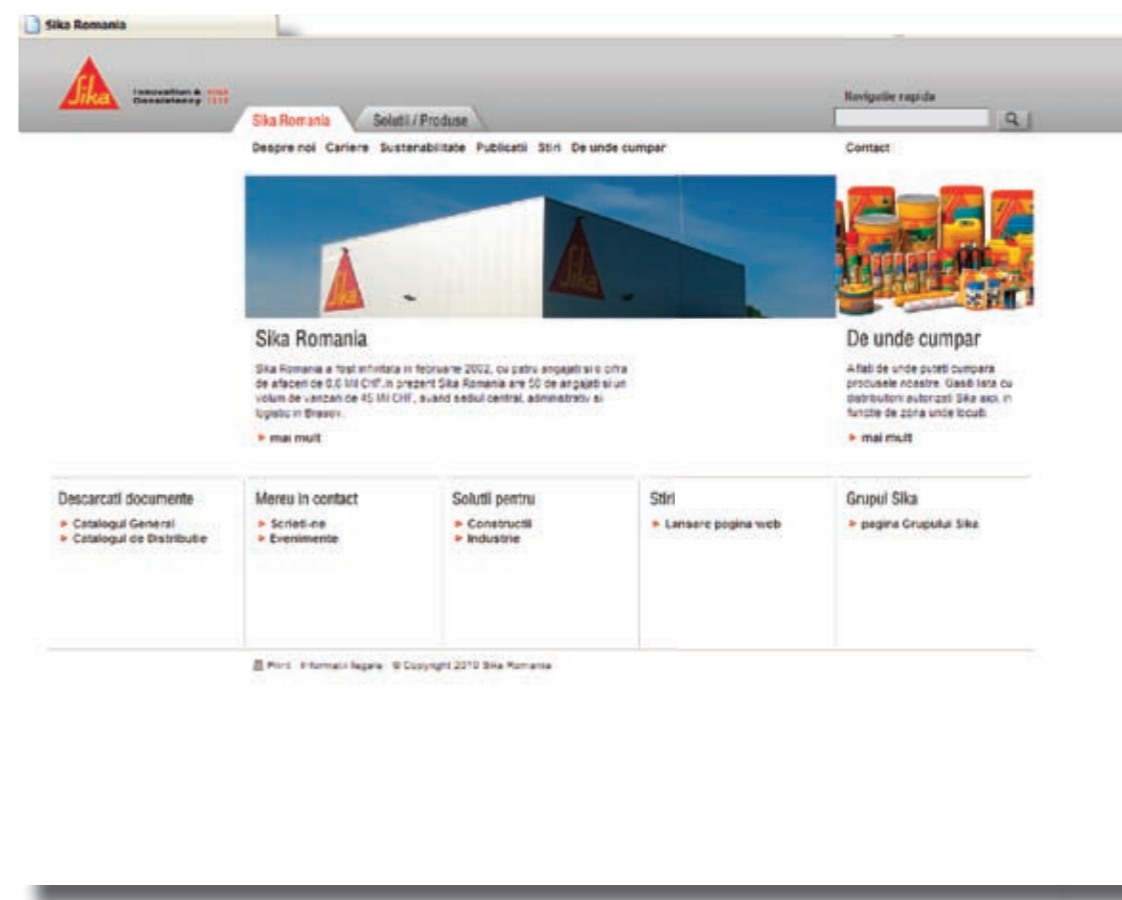 Sika Romania
Sika
Innovation &
Consistency
Navigatie rapida
Sika Romania
Solutii / Produse
Despre noi Cariere Sustenabilitate Publicatii Stiri De unde cumpar
Contact
Sika
Sika
Sika Romania
Sika Romania a fost infiintata in februarie 2002, cu patru angajati si o cifra
de afaceri de 0.6 Mil CHF. In prezent Sika Romania are 50 de angajati si un
volum de vanzari de 45 Mil CHF, avand sediul central, administrativ si
logistic in Brasov.
mai mult
De unde cumpar
Aflati de unde puteti cumpara
produsele noastre. Gasiti lista cu
distribuitorii autorizati Sika aici, in
functie de zona unde locuiti.
mai mult
Descarcati documente
Catalogul General
Catalogul de Distributie
Mereu in contact
Scrieti-ne
Evenimente
Solutii pentru
Constructii
Industrie
Stiri
Lansare pagina web
Grupul Sika
pagina Grupului Sika
Print Informatii legale © Copyright 2010 Sika Romania